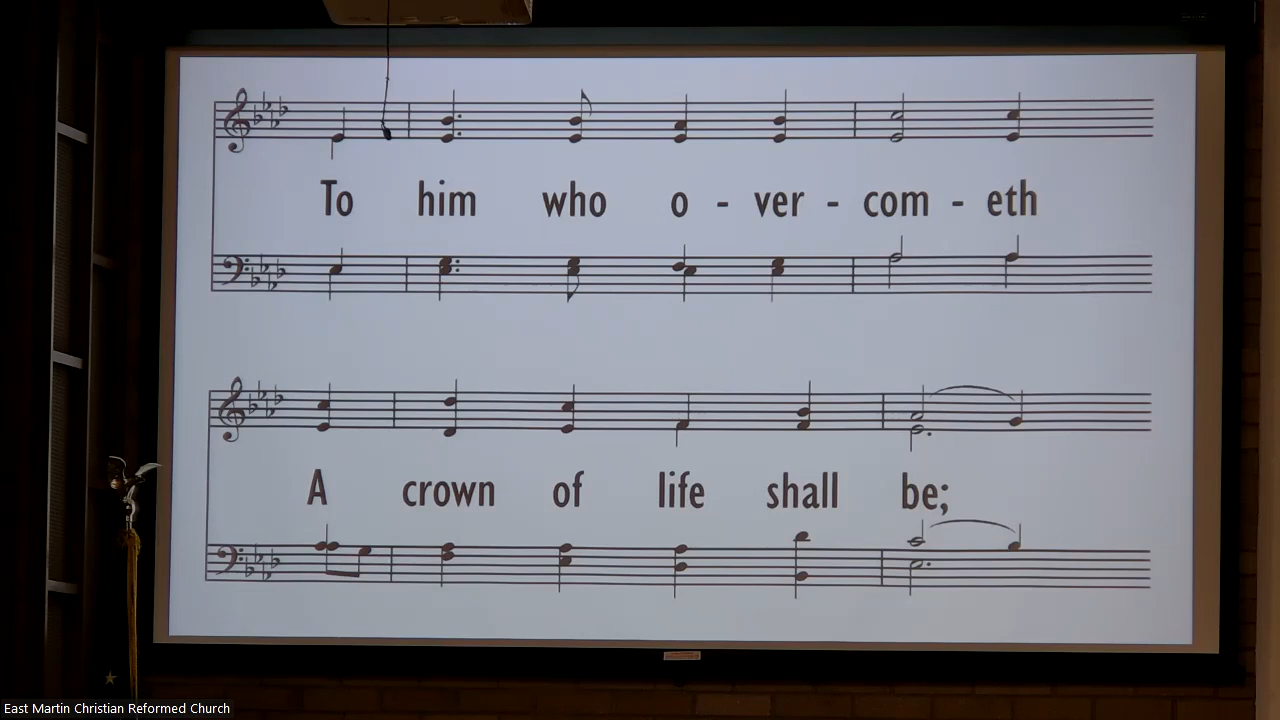 To him who o - ver - com - eth
A crown of life shall be;
East Martin Christian Reformed Church